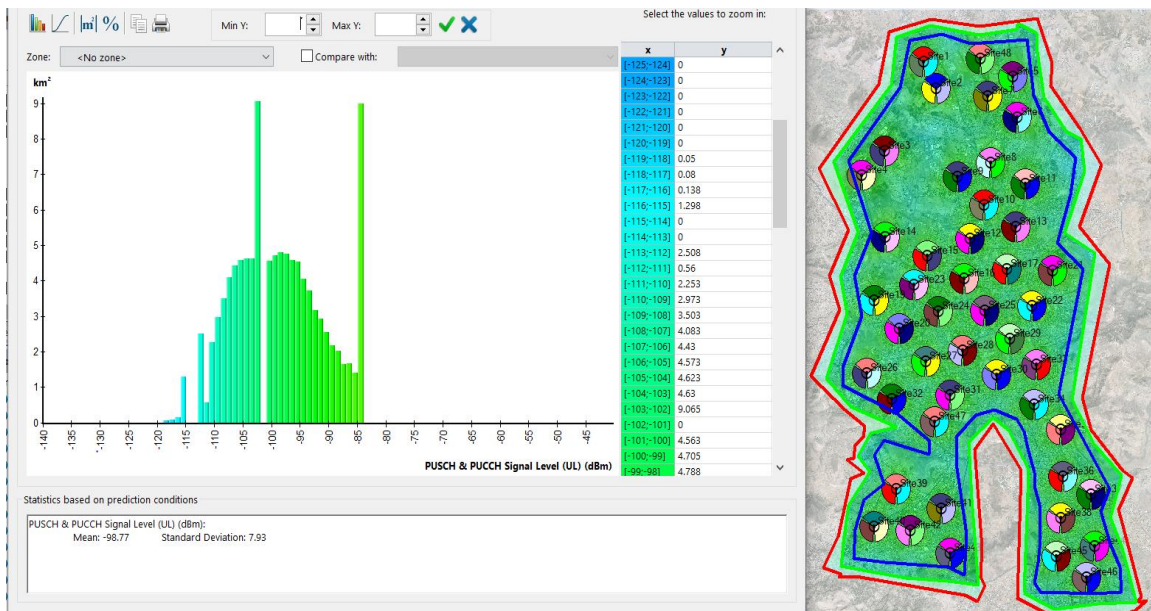 Select the values to zoom in:
Min Y:
Max Y:
Zone: <No zone>
Compare with:
km²
9
8
7
6
5
4
3
2
1
0
-140
-135
-130
-125
-120
-115
-110
-105
-100
-95
-90
-85
-80
-75
-70
-65
-60
-55
-50
-45
PUSCH & PUCCH Signal Level (UL) (dBm)
x y
[-125;-124[ 0
[-124;-123[ 0
[-123;-122[ 0
[-122;-121[ 0
[-121;-120[ 0
[-120;-119[ 0
[-119;-118[ 0.05
[-118;-117[ 0.08
[-117;-116[ 0.138
[-116;-115[ 1.298
[-115;-114[ 0
[-114;-113[ 0
[-113;-112[ 2.508
[-112;-111[ 0.56
[-111;-110[ 2.253
[-110;-109[ 2.973
[-109;-108[ 3.503
[-108;-107[ 4.083
[-107;-106[ 4.43
[-106;-105[ 4.573
[-105;-104[ 4.623
[-104;-103[ 4.63
[-103;-102[ 9.065
[-102;-101[ 0
[-101;-100[ 4.563
[-100;-99[ 4.705
[-99;-98[ 4.788
Statistics based on prediction conditions
PUSCH & PUCCH Signal Level (UL) (dBm):
Mean: -98.77 Standard Deviation: 7.93
Site1
Site48
Site2
Site3
Site8
Site9
Site11
Site10
Site13
Site14
Site12
Site15
Site17
Site21
Site16
Site23
Site22
Site24
Site25
Site29
Site28
Site27
Site26
Site30
Site31
Site32
Site47
Site36
Site39
Site41
Site38
Site42
Site45
Site46